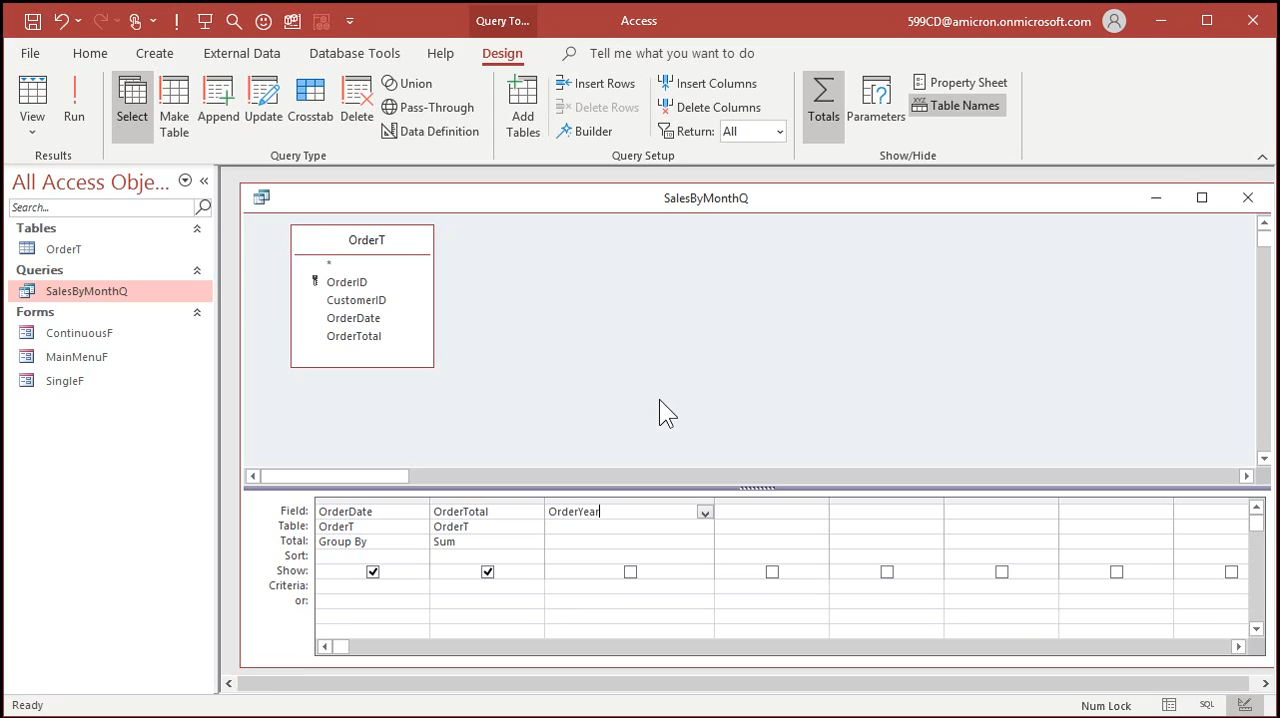 Query To...
Access
599CD@amicron.onmicrosoft.com
File
Home
Create
External Data
Database Tools
Help
Design
Tell me what you want to do
View
Run
Select
Make Table
Append
Update
Crosstab
Delete
Union
Pass-Through
Data Definition
Add Tables
Insert Rows
Delete Rows
Builder
Insert Columns
Delete Columns
Return: All
Totals
Parameters
Property Sheet
Table Names
Results
Query Type
Query Setup
Show/Hide
All Access Obje...
Search...
Tables
OrderT
Queries
SalesByMonthQ
Forms
ContinuousF
MainMenuF
SingleF
SalesByMonthQ
OrderT
*
OrderID
CustomerID
OrderDate
OrderTotal
Field: OrderDate OrderTotal OrderYear
Table: OrderT OrderT
Total: Group By Sum
Sort:
Show:
Criteria:
or:
Ready
Num Lock
SQL